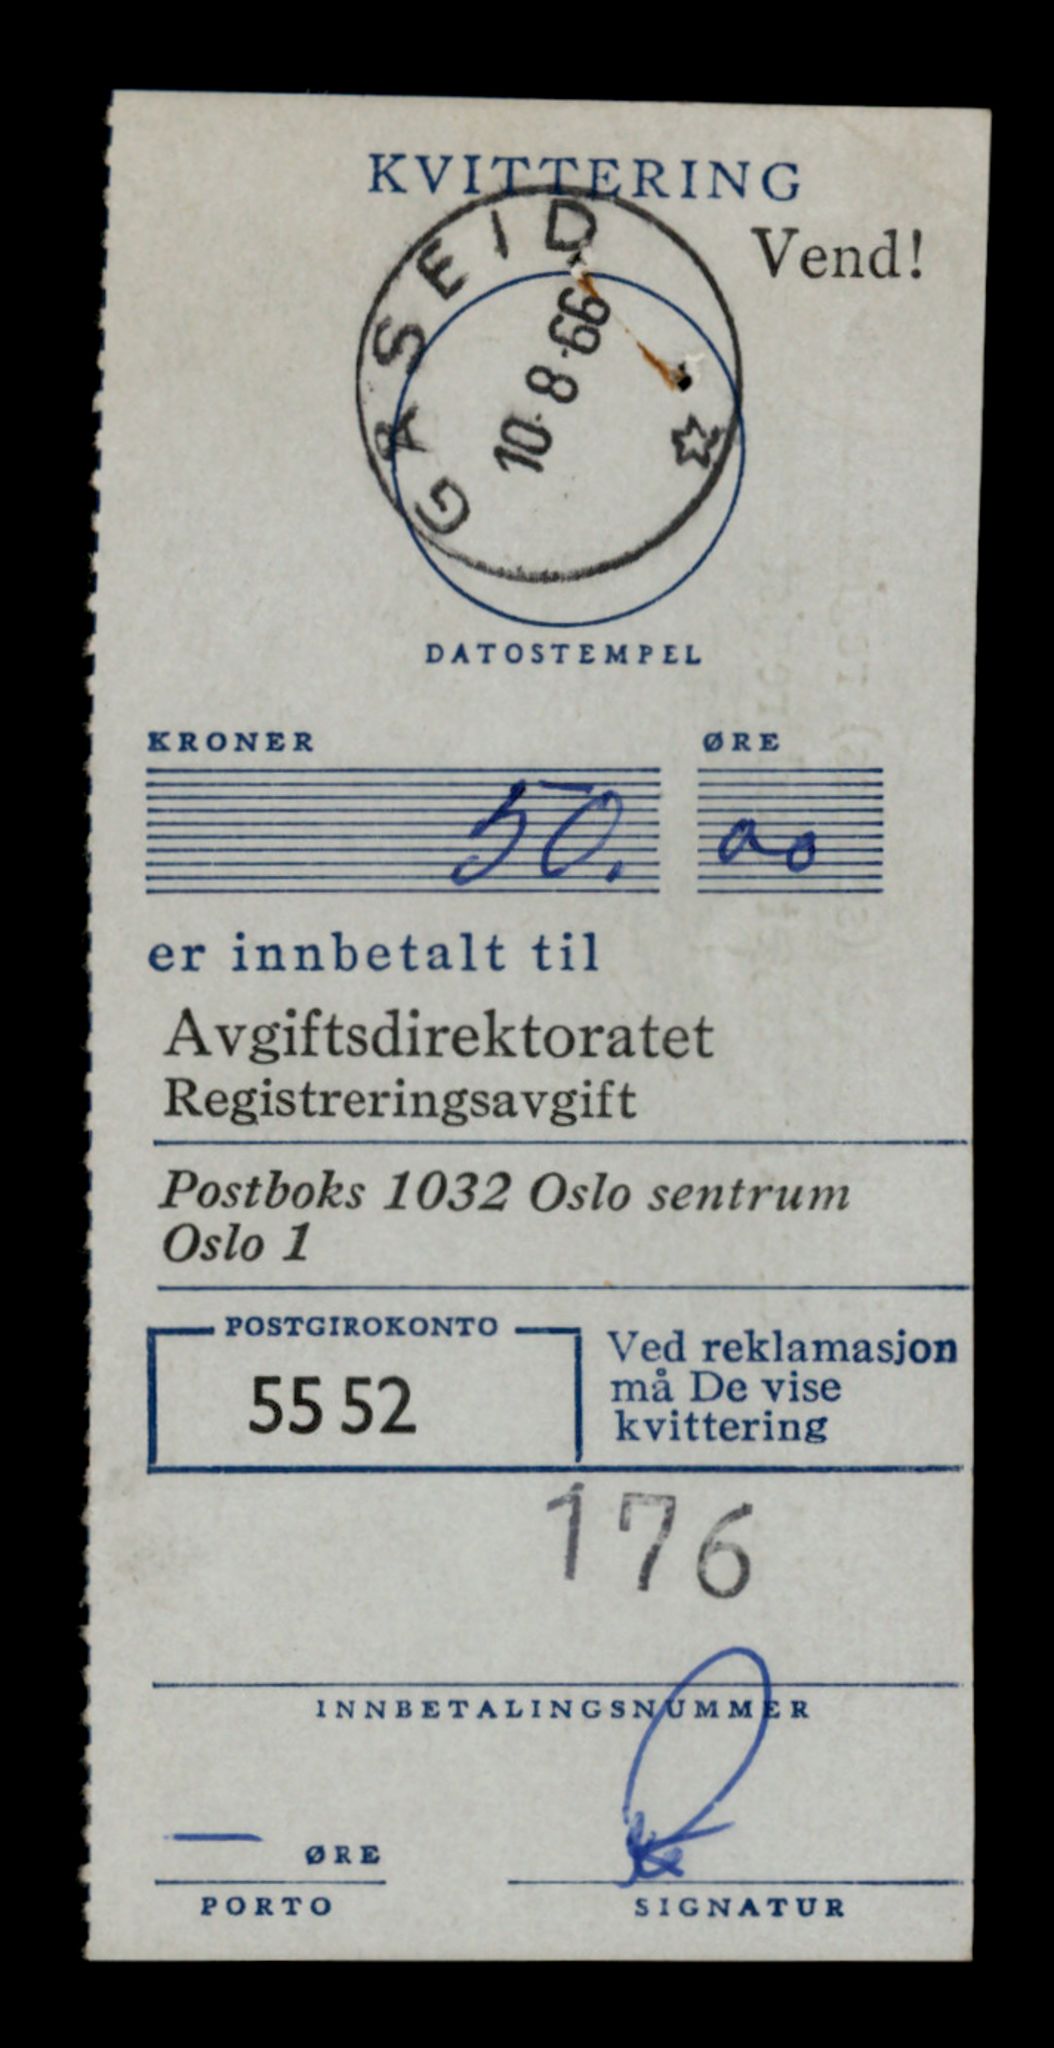 KVITTERING
Vend!
GÅSEID
10.8.66
DATOSTEMPEL
KRONER ØRE
50. 00
er innbetalt til
Avgiftsdirektoratet
Registreringsavgift
Postboks 1032 Oslo sentrum
Oslo 1
POSTGIROKONTO
55 52
Ved reklamasjon
må De vise
kvittering
176
INNBETALINGSNUMMER
— ØRE
PORTO
SIGNATUR